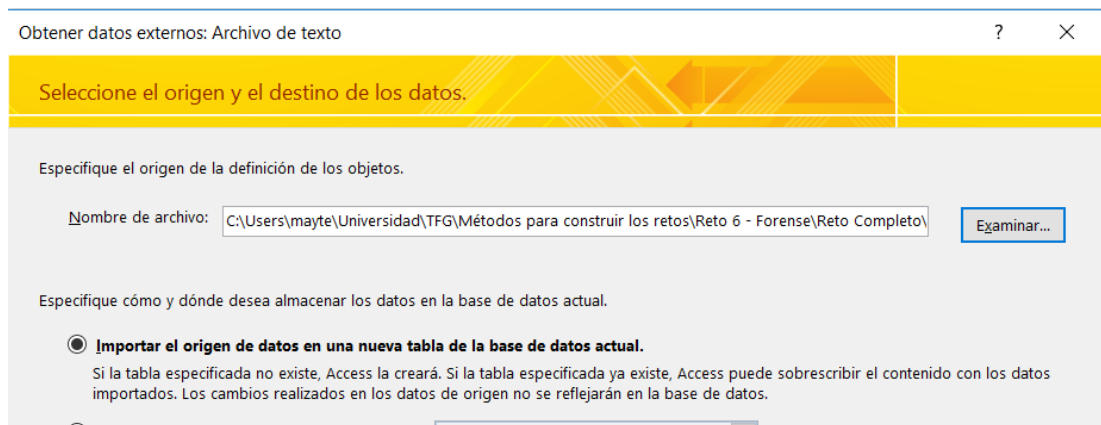 Obtener datos externos: Archivo de texto ? ×
Seleccione el origen y el destino de los datos.
Especifique el origen de la definición de los objetos.
Nombre de archivo: C:\Users\mayte\Universidad\TFG\Métodos para construir los retos\Reto 6 - Forense\Reto Completo\ Examinar...
Especifique cómo y dónde desea almacenar los datos en la base de datos actual.
Importar el origen de datos en una nueva tabla de la base de datos actual.
Si la tabla especificada no existe, Access la creará. Si la tabla especificada ya existe, Access puede sobrescribir el contenido con los datos
importados. Los cambios realizados en los datos de origen no se reflejarán en la base de datos.